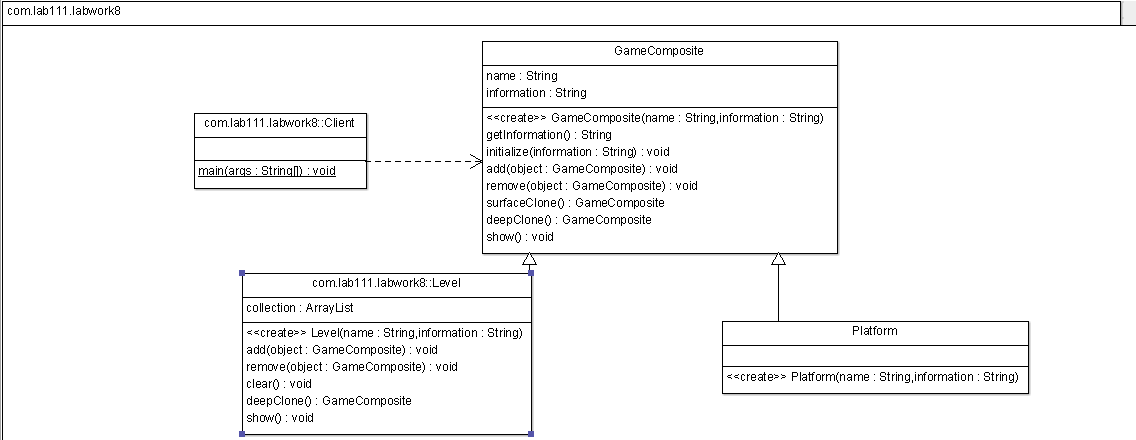 com.lab111.labwork8
GameComposite
name : String
information : String
<<create>> GameComposite(name : String,information : String)
getInformation() : String
initialize(information : String) : void
add(object : GameComposite) : void
remove(object : GameComposite) : void
surfaceClone() : GameComposite
deepClone() : GameComposite
show() : void
com.lab111.labwork8::Client
main(args : String[]) : void
com.lab111.labwork8::Level
collection : ArrayList
<<create>> Level(name : String,information : String)
add(object : GameComposite) : void
remove(object : GameComposite) : void
clear() : void
deepClone() : GameComposite
show() : void
Platform
<<create>> Platform(name : String,information : String)